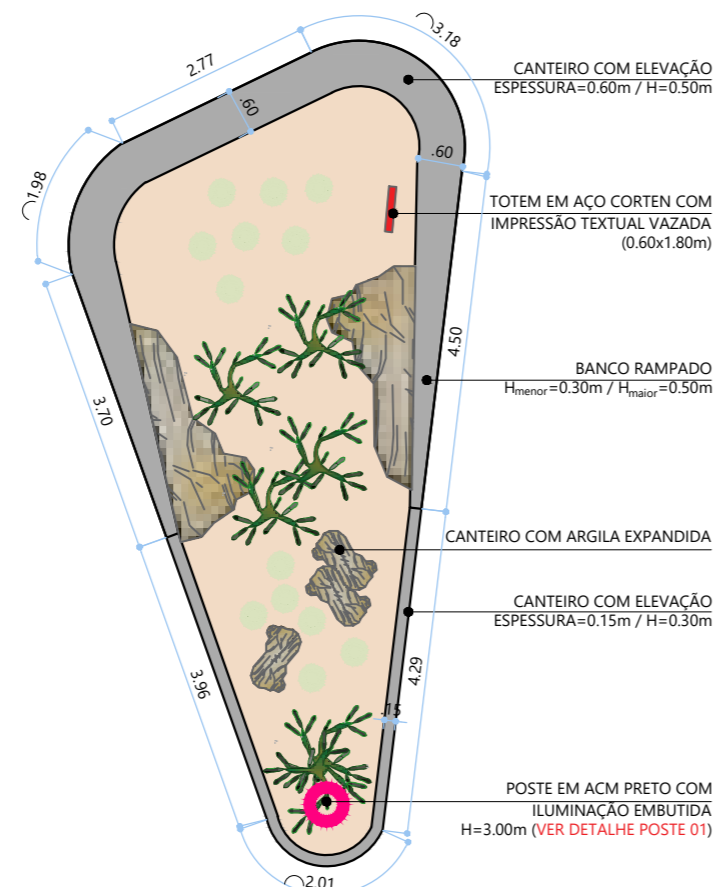 3.18
2.77
CANTEIRO COM ELEVAÇÃO
ESPESSURA=0.60m / H=0.50m
.60
.60
1.98
TOTEM EM AÇO CORTEN COM
IMPRESSÃO TEXTUAL VAZADA
(0.60x1.80m)
4.50
BANCO RAMPADO
Hmenor=0.30m / Hmaior=0.50m
3.70
CANTEIRO COM ARGILA EXPANDIDA
CANTEIRO COM ELEVAÇÃO
ESPESSURA=0.15m / H=0.30m
4.29
3.96
.15
POSTE EM ACM PRETO COM
ILUMINAÇÃO EMBUTIDA
H=3.00m (VER DETALHE POSTE 01)
2.01